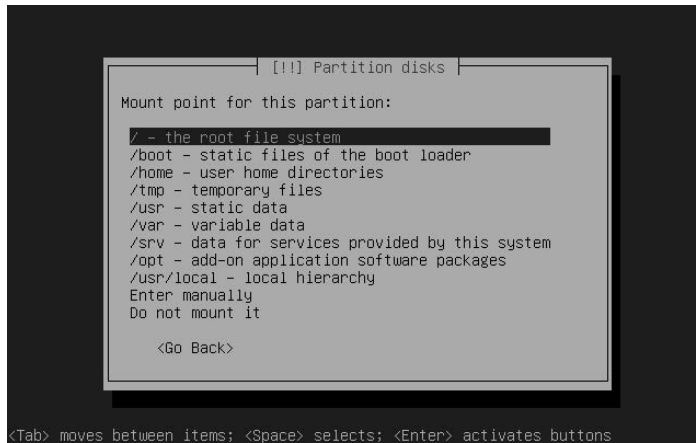 [!!] Partition disks
Mount point for this partition:
/ - the root file system
/boot - static files of the boot loader
/home - user home directories
/tmp - temporary files
/usr - static data
/var - variable data
/srv - data for services provided by this system
/opt - add-on application software packages
/usr/local - local hierarchy
Enter manually
Do not mount it
<Go Back>
<Tab> moves between items; <Space> selects; <Enter> activates buttons